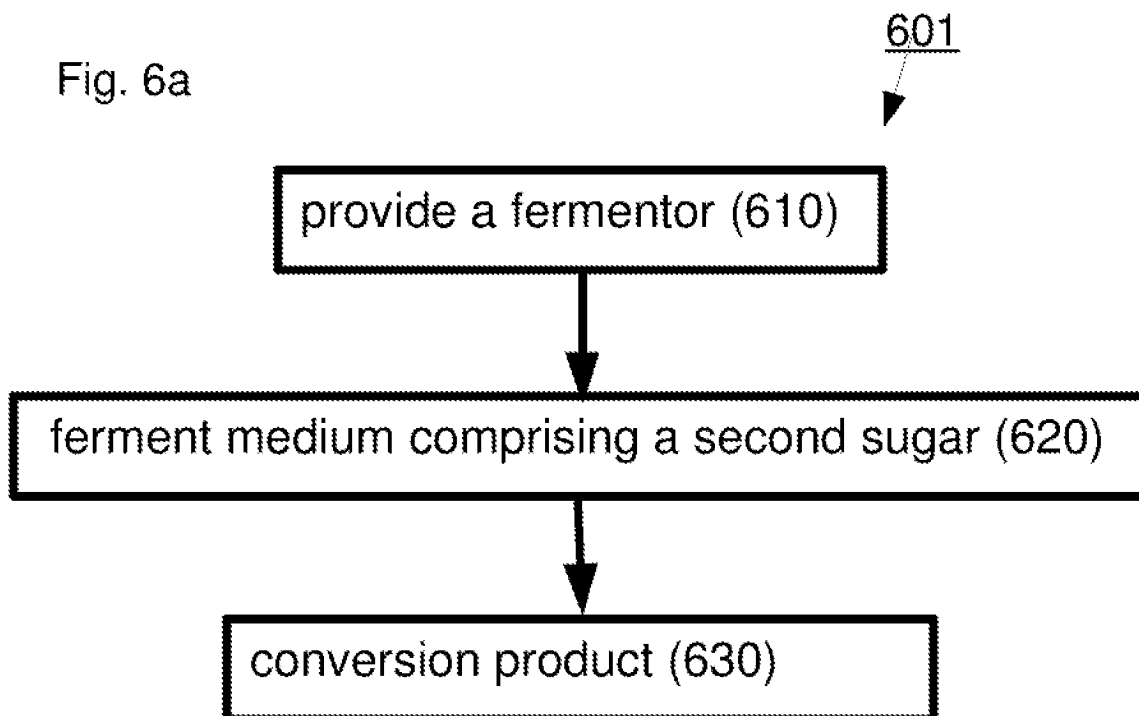 601
Fig. 6a
provide a fermentor (610)
ferment medium comprising a second sugar (620)
conversion product (630)